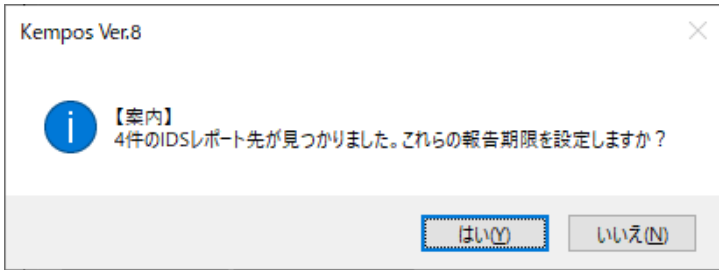 Kempos Ver.8
【案内】
4件のIDSレポート先が見つかりました。これらの報告期限を設定しますか？
はい(Y)
いいえ(N)